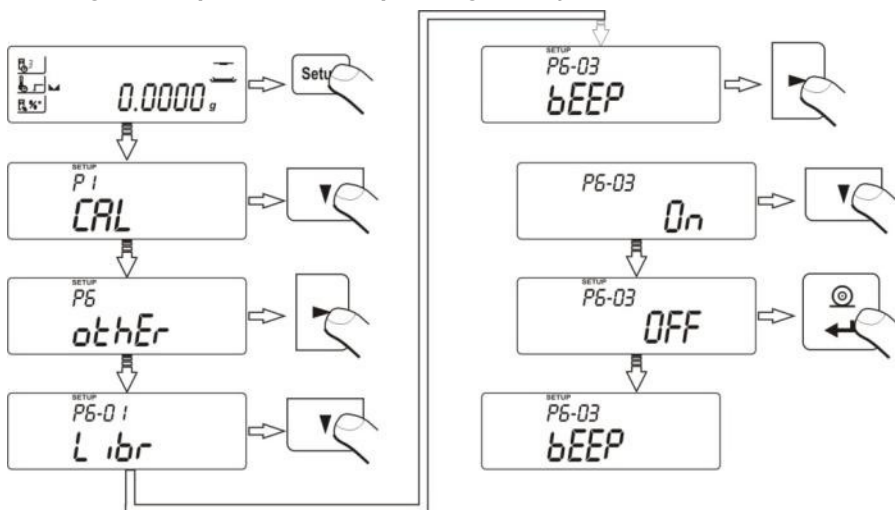 0.0000 g
Setu
SETUP
P1
CAL
SETUP
P6
othEr
SETUP
P6-01
Libr
SETUP
P6-03
bEEP
P6-03
On
SETUP
P6-03
OFF
SETUP
P6-03
bEEP